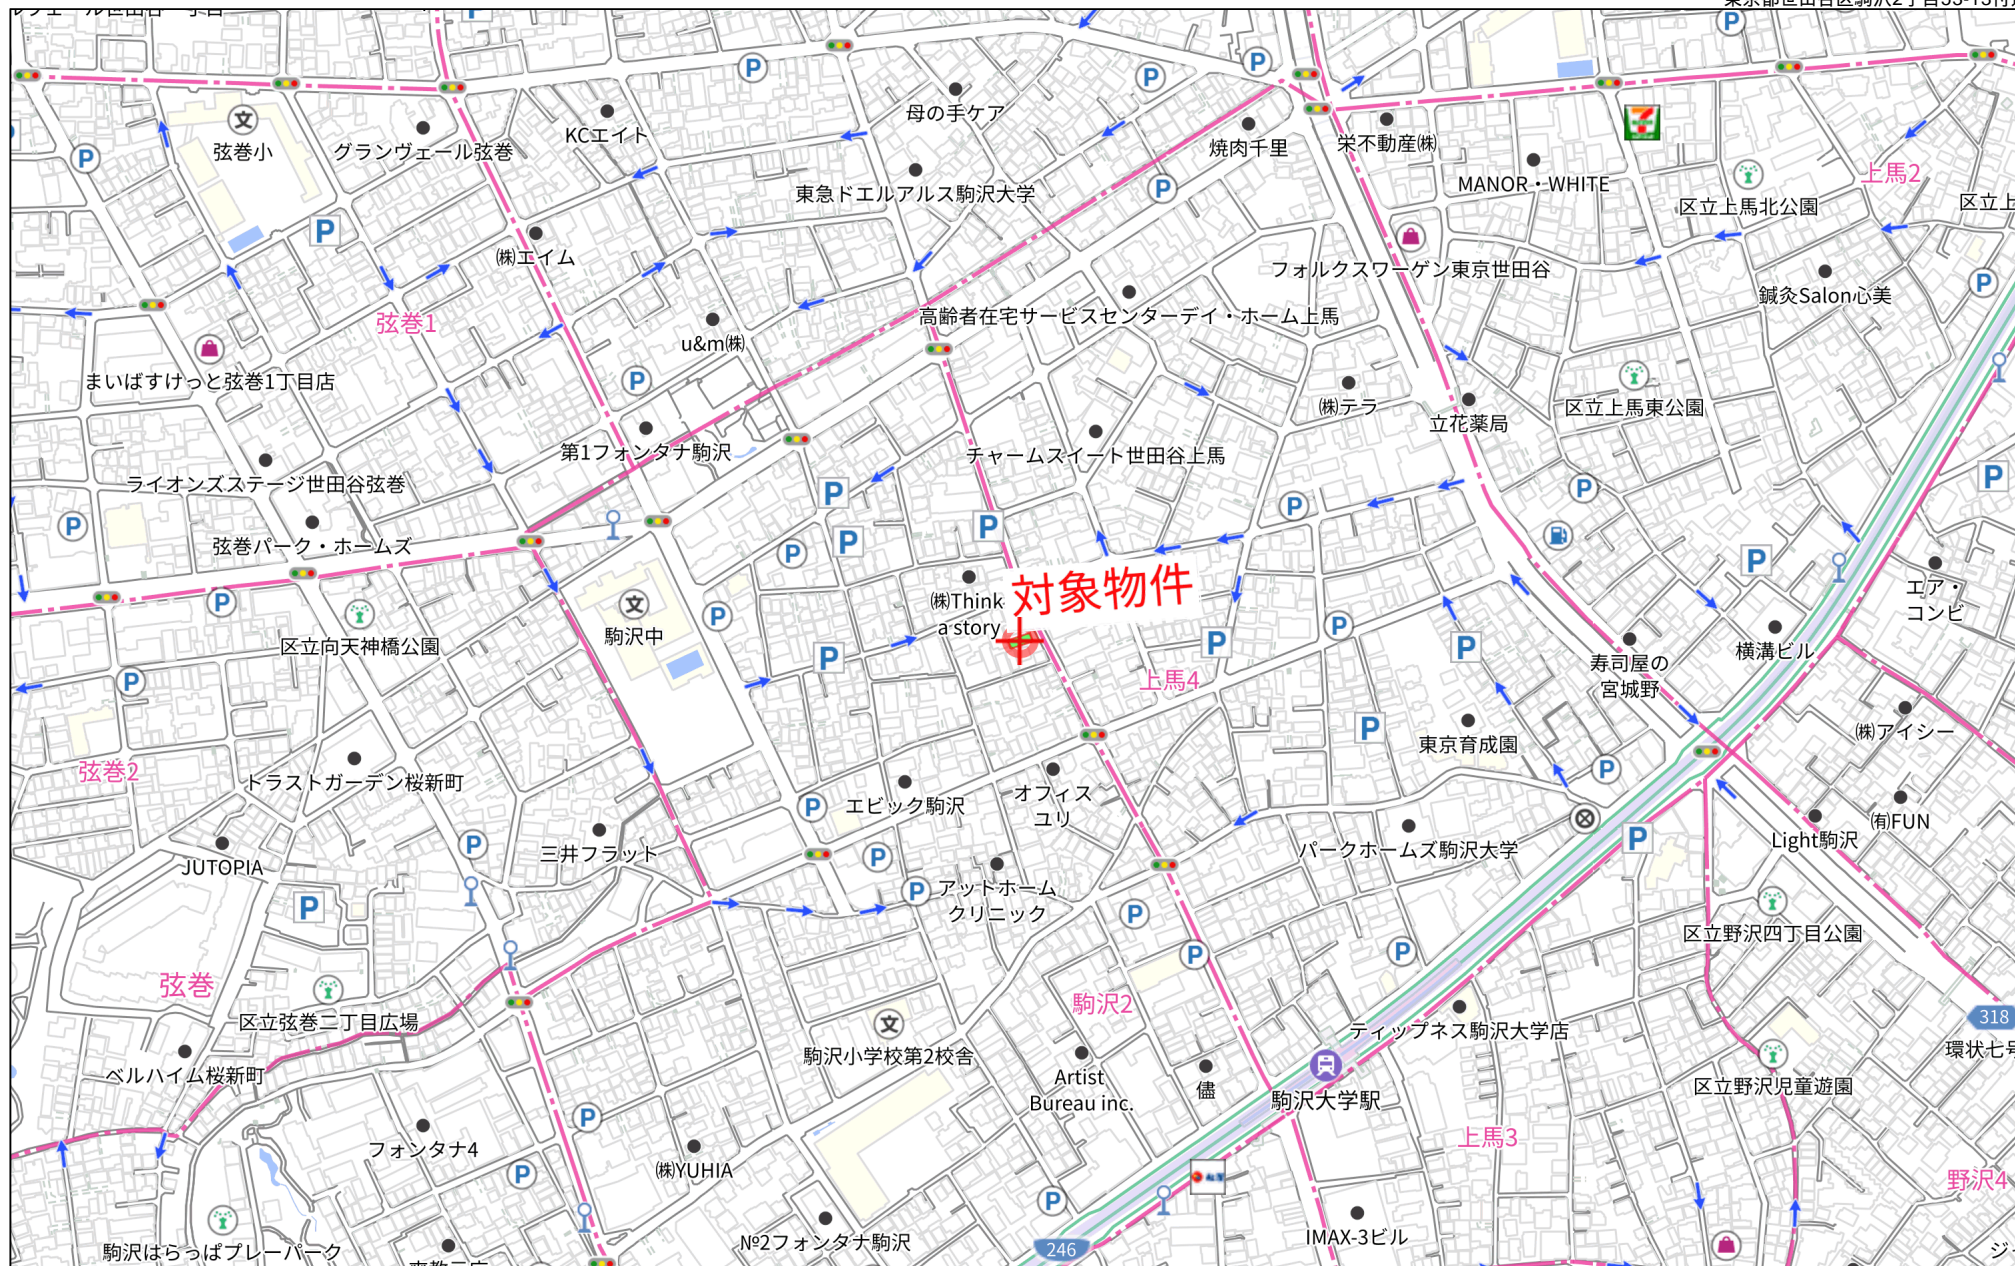 弦巻小
グランヴェール弦巻
KCエイト
母の手ケア
焼肉千里
栄不動産㈱
MANOR・WHITE
上馬2
区立上馬北公園
区立上
東急ドエルアルス駒沢大学
㈱エイム
フォルクスワーゲン東京世田谷
鍼灸Salon心美
弦巻1
u&m㈱
高齢者在宅サービスセンターデイ・ホーム上馬
まいばすけっと弦巻1丁目店
㈱テラ
立花薬局
区立上馬東公園
第1フォンタナ駒沢
チャームスイート世田谷上馬
ライオンズステージ世田谷弦巻
弦巻パーク・ホームズ
対象物件
㈱Think
a story
エア・
コンビ
駒沢中
区立向天神橋公園
横溝ビル
寿司屋の
宮城野
上馬4
㈱アイシー
東京育成園
弦巻2
トラストガーデン桜新町
エビック駒沢
オフィス
ユリ
㈲FUN
Light駒沢
三井フラット
パークホームズ駒沢大学
JUTOPIA
アットホーム
クリニック
区立野沢四丁目公園
弦巻
駒沢2
区立弦巻二丁目広場
ティップネス駒沢大学店
318
環状七号
駒沢小学校第2校舎
ベルハイム桜新町
Artist
Bureau inc.
儘
駒沢大学駅
区立野沢児童遊園
フォンタナ4
㈱YUHIA
上馬3
野沢4
駒沢はらっぱプレーパーク
№2フォンタナ駒沢
246
IMAX-3ビル
ジ